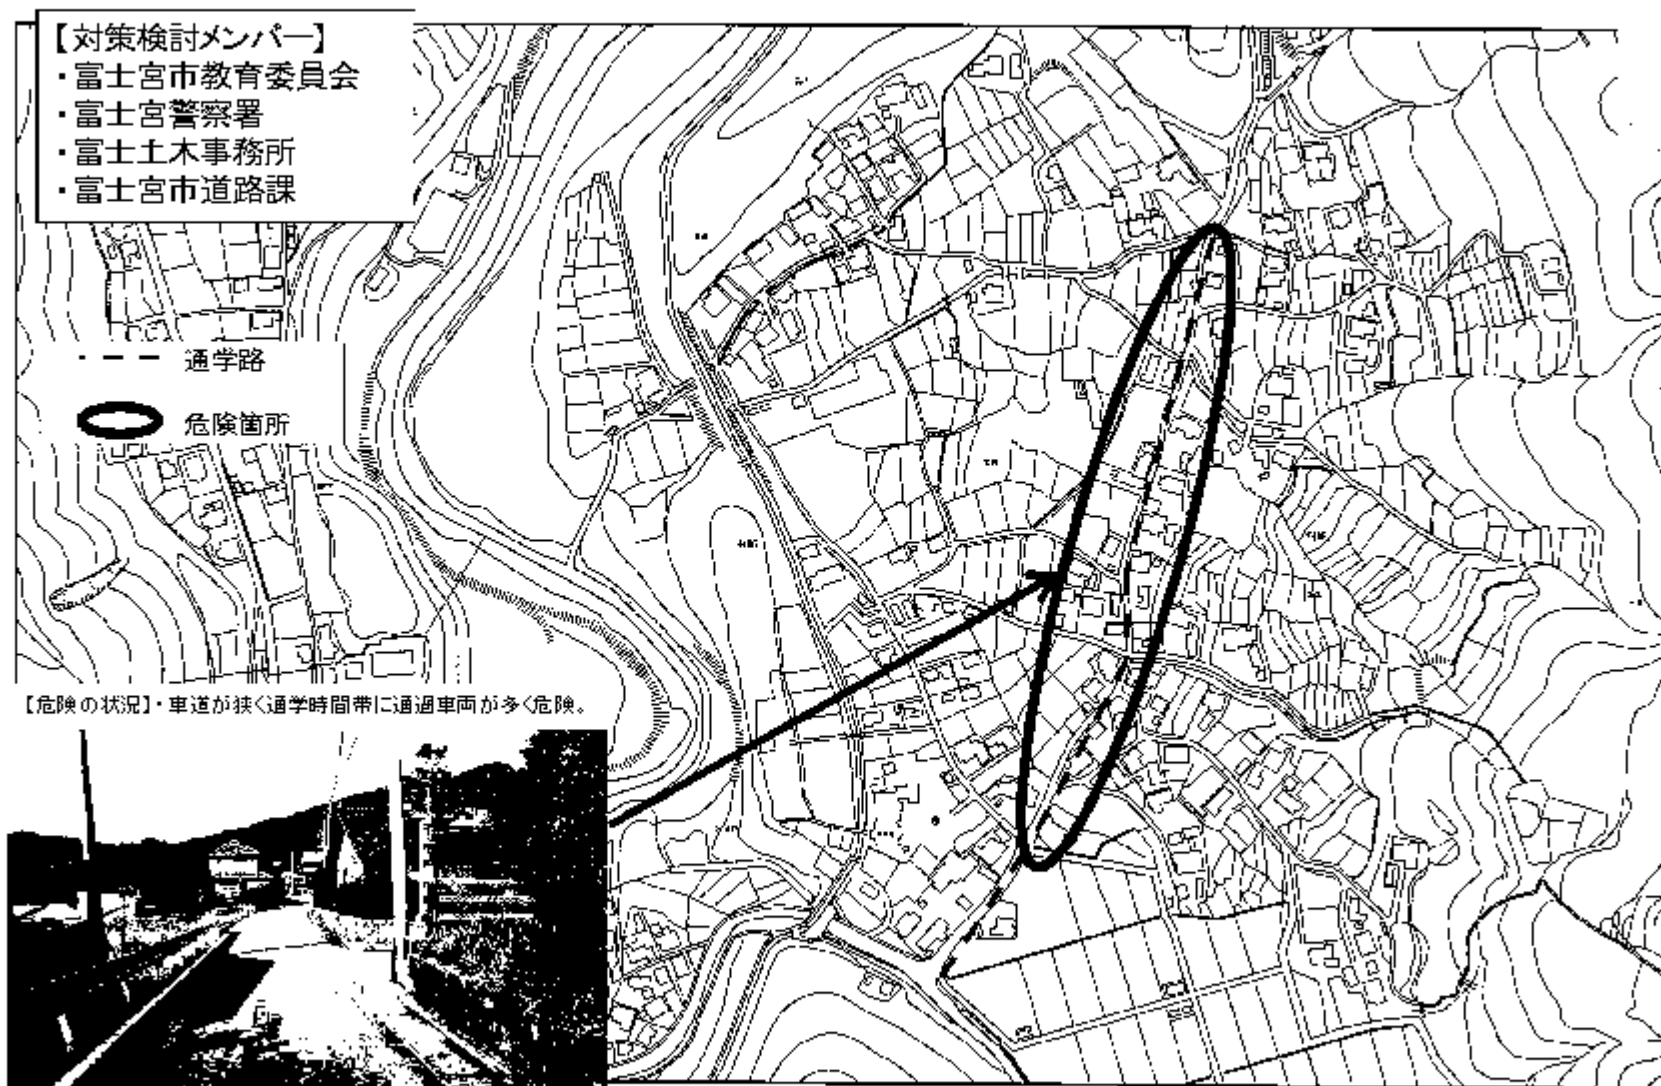 【対策検討メンバー】
・富士宮市教育委員会
・富士宮警察署
・富士土木事務所
・富士宮市道路課
通学路
危険箇所
【危険の状況】・車道が狭く通学時間帯に通過車両が多く危険。